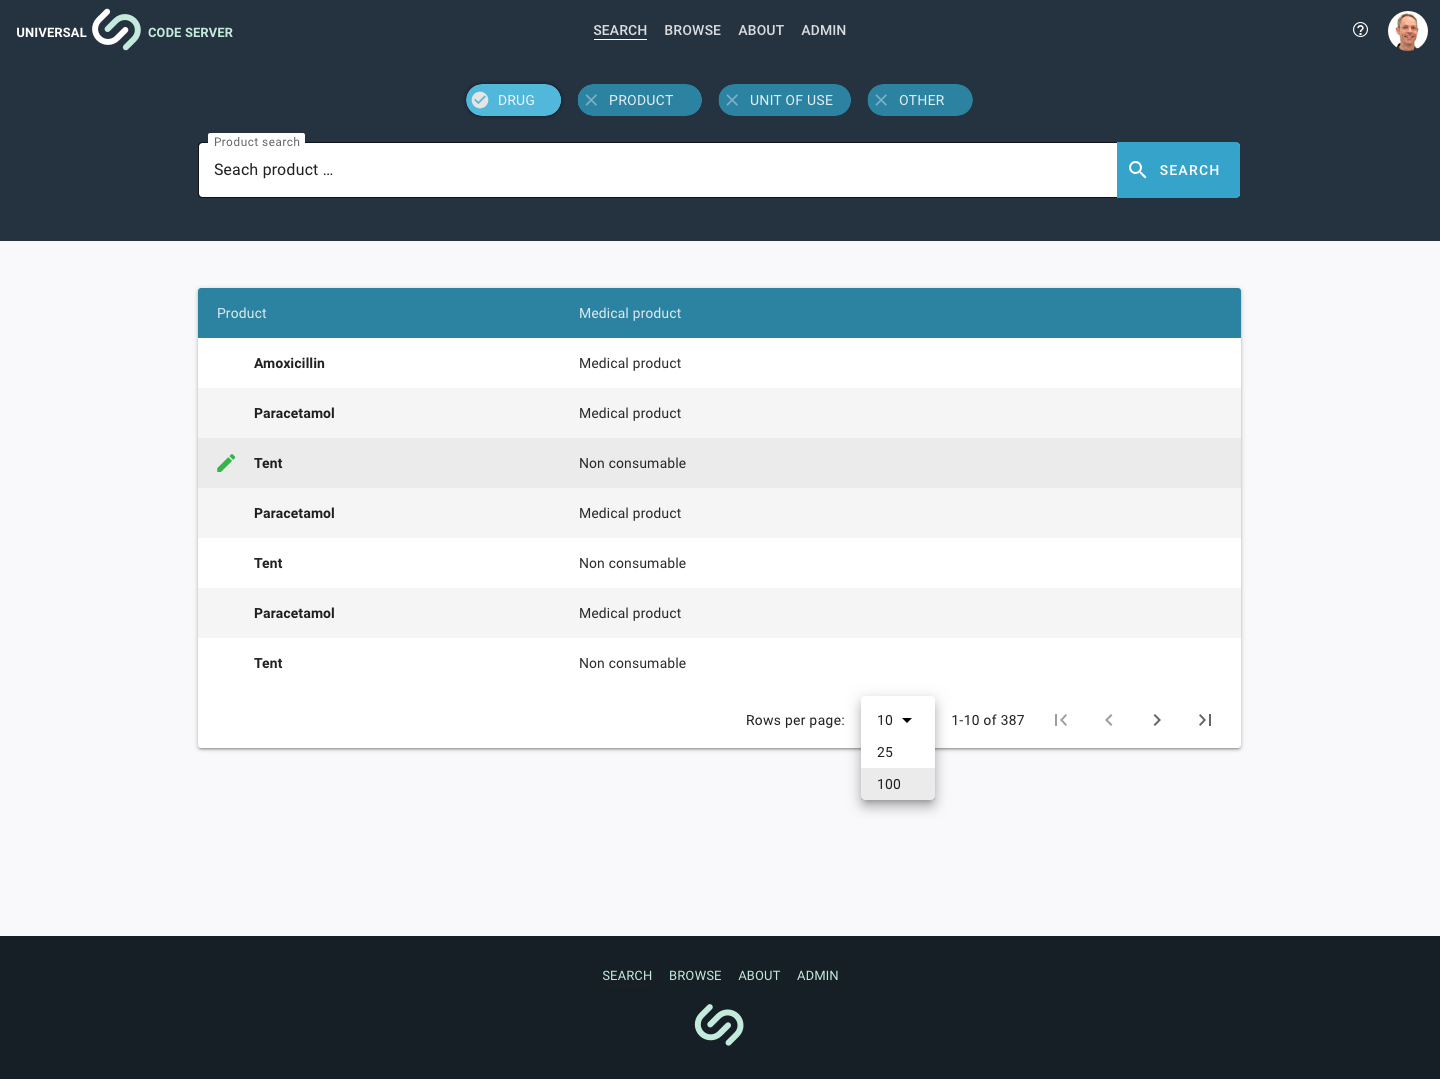 UNIVERSAL CODE SERVER
SEARCH BROWSE ABOUT ADMIN
DRUG PRODUCT UNIT OF USE OTHER
Product search
Seach product ...
SEARCH
Product Medical product
Amoxicillin Medical product
Paracetamol Medical product
Tent Non consumable
Paracetamol Medical product
Tent Non consumable
Paracetamol Medical product
Tent Non consumable
Rows per page: 10 1-10 of 387
25
100
SEARCH BROWSE ABOUT ADMIN